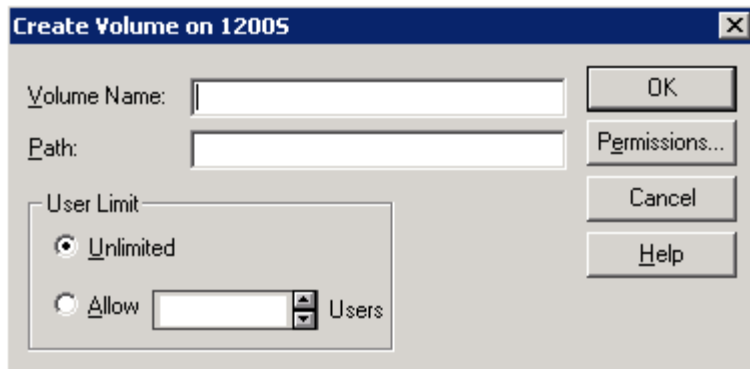 Create Volume on 1200S
Volume Name:
OK
Path:
Permissions...
User Limit
Cancel
Unlimited
Help
Allow Users